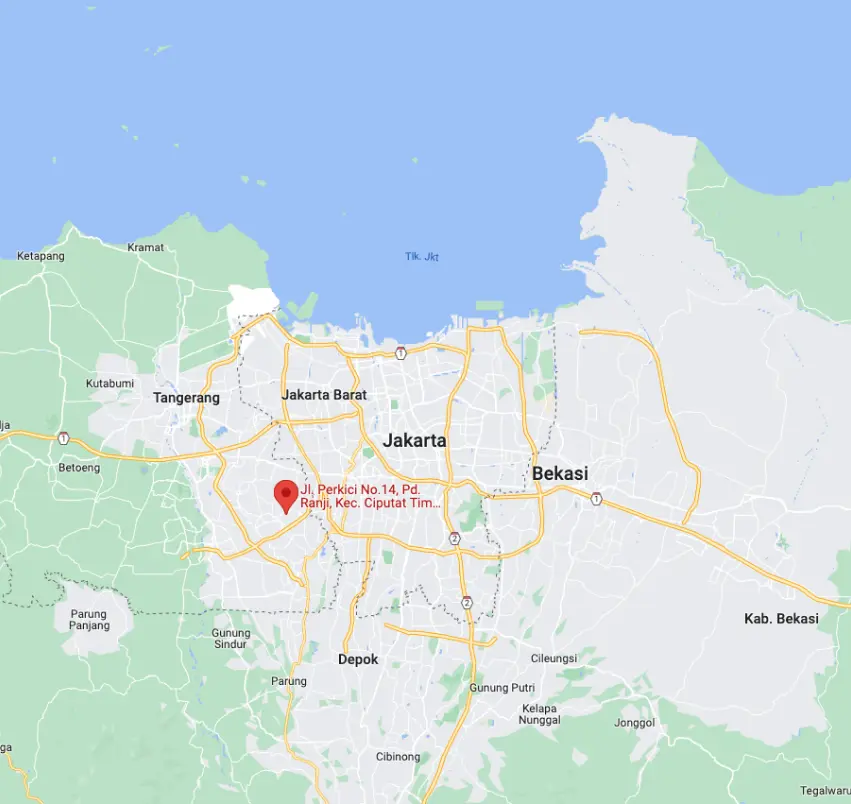 Tlk. Jkt
Kramat
Ketapang
1
Kutabumi
Tangerang
Jakarta Barat
1
Betoeng
Jakarta
Bekasi
Jl. Perkici No.14, Pd.
Ranji, Kec. Ciputat Tim...
1
2
2
Parung
Panjang
Kab. Bekasi
Gunung
Sindur
Depok
Cileungsi
Parung
Gunung Putri
Kelapa
Nunggal
Jonggol
Cibinong
Tegalwaru